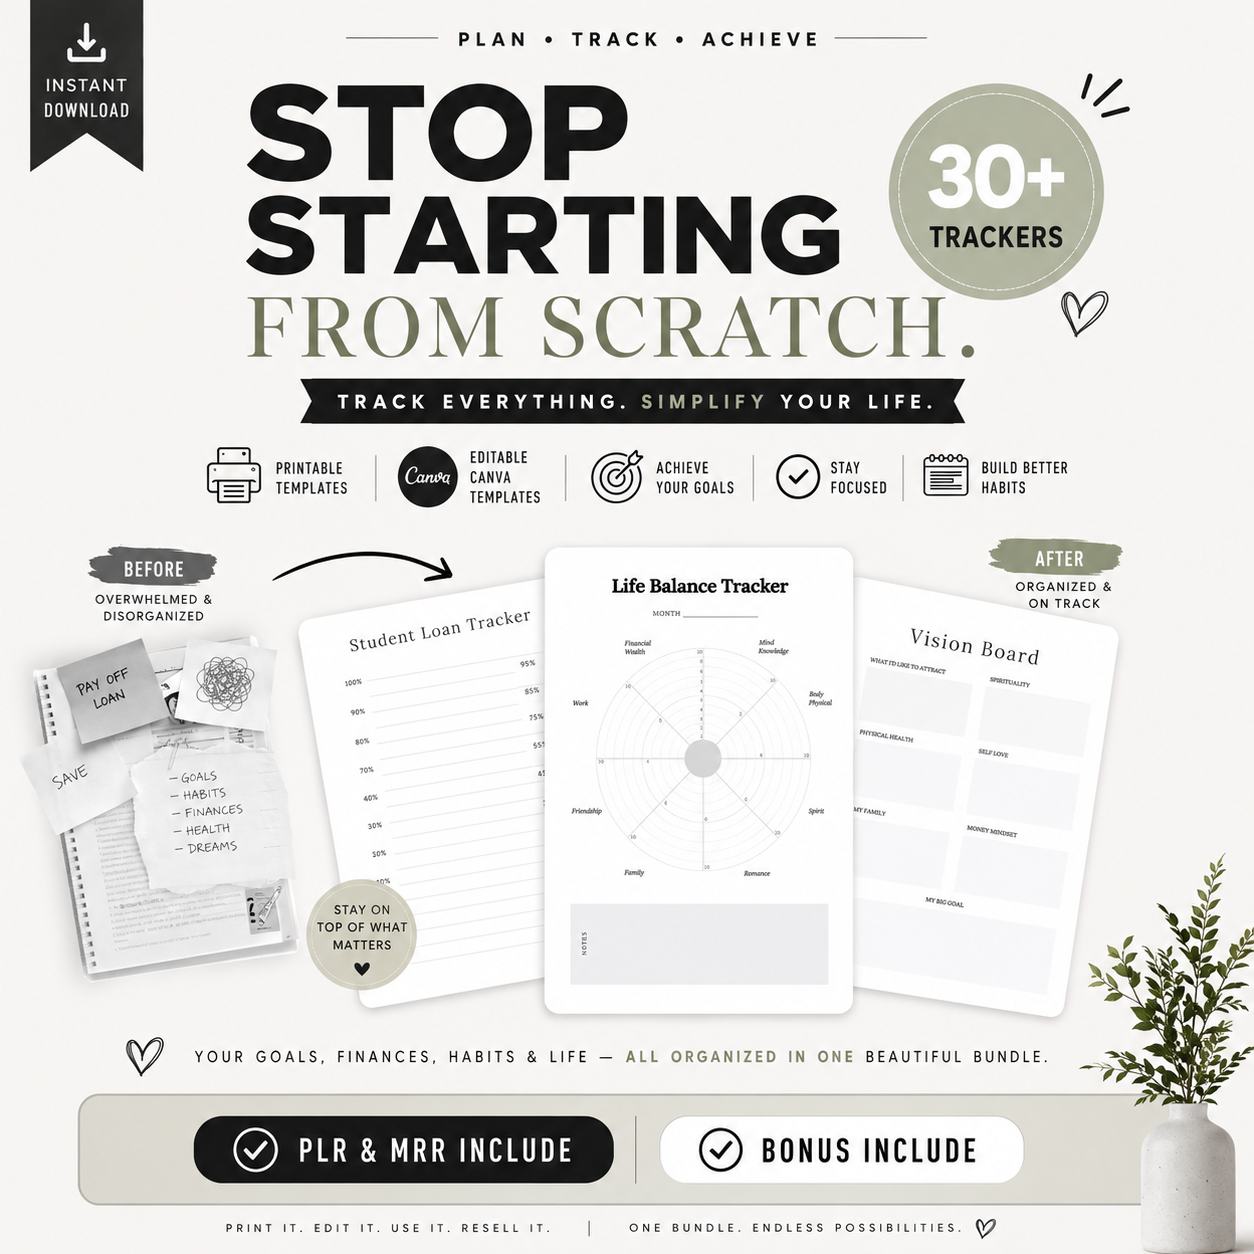 PLAN • TRACK • ACHIEVE
INSTANT
DOWNLOAD
STOP
STARTING
FROM SCRATCH.
30+
TRACKERS
TRACK EVERYTHING. SIMPLIFY YOUR LIFE.
PRINTABLE
TEMPLATES
Canva
EDITABLE
CANVA
TEMPLATES
ACHIEVE
YOUR GOALS
STAY
FOCUSED
BUILD BETTER
HABITS
BEFORE
OVERWHELMED &
DISORGANIZED
AFTER
ORGANIZED &
ON TRACK
PAY OFF
LOAN
SAVE
– GOALS
– HABITS
– FINANCES
– HEALTH
– DREAMS
Student Loan Tracker
100%
90%
80%
70%
40%
30%
50%
95%
85%
75%
STAY ON
TOP OF WHAT
MATTERS
Life Balance Tracker
MONTH
Financial
Wealth
Mind
Knowledge
Work
Body
Physical
Friendship
Spirit
Family
Romance
NOTES
Vision Board
WHAT I'D LIKE TO ATTRACT
SPIRITUALITY
PHYSICAL HEALTH
SELF LOVE
MY FAMILY
MONEY MINDSET
MY BIG GOAL
YOUR GOALS, FINANCES, HABITS & LIFE — ALL ORGANIZED IN ONE BEAUTIFUL BUNDLE.
PLR & MRR INCLUDE
BONUS INCLUDE
PRINT IT. EDIT IT. USE IT. RESELL IT.
ONE BUNDLE. ENDLESS POSSIBILITIES.